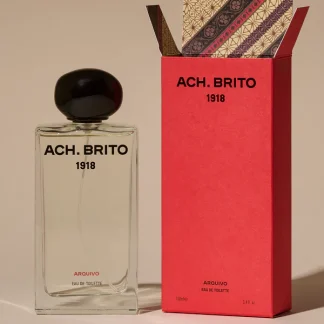 ACH. BRITO
1918
ARQUIVO
EAU DE TOILETTE
ACH. BRITO
1918
ARQUIVO
EAU DE TOILETTE